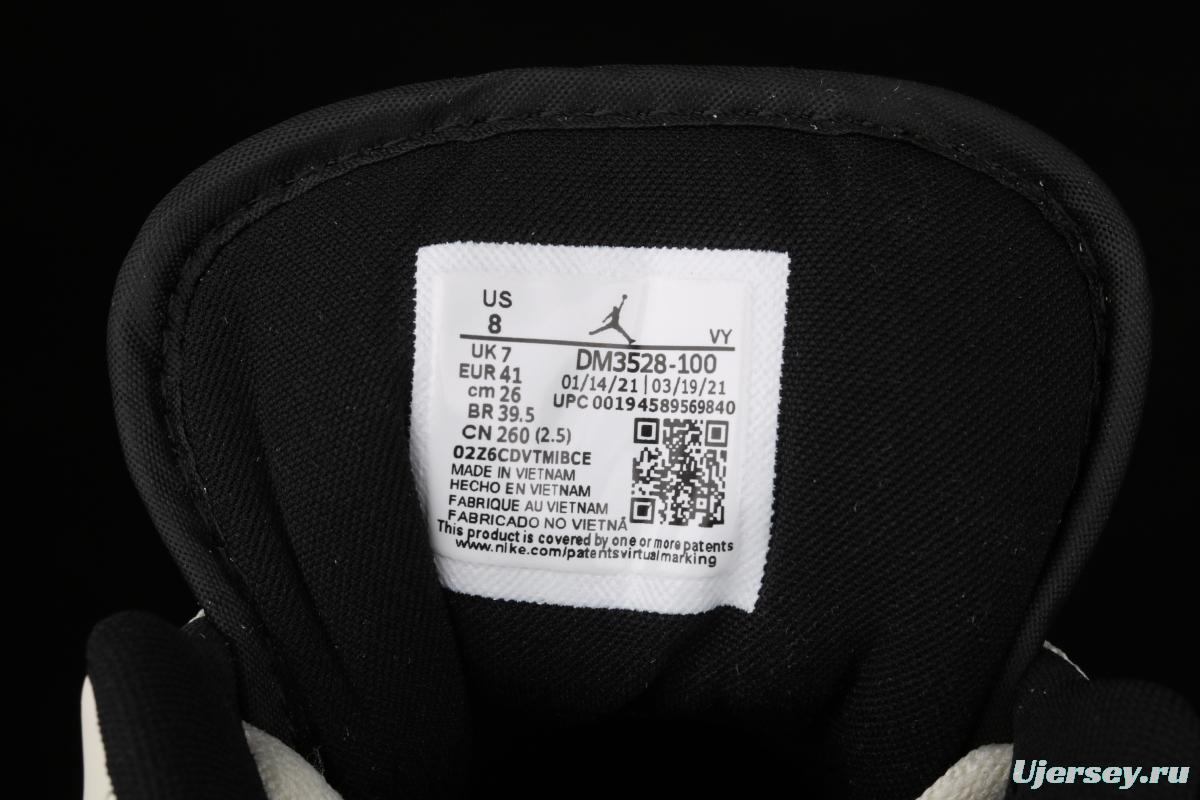 US
8
VY
UK 7
EUR 41
cm 26
BR 39.5
CN 260 (2.5)
DM3528-100
01/14/21 | 03/19/21
UPC 00194589569840
02Z6CDVTMIBCE
MADE IN VIETNAM
HECHO EN VIETNAM
FABRIQUE AU VIETNAM
FABRICADO NO VIETNÃ
This product is covered by one or more patents
www.nike.com/patentsvirtualmarking
Ujersey.ru